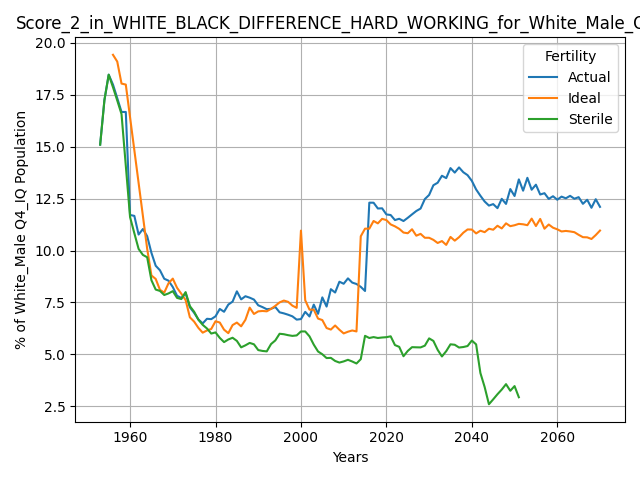 Score_2_in_WHITE_BLACK_DIFFERENCE_HARD_WORKING_for_White_Male_
% of White_Male Q4_IQ Population
20.0
17.5
15.0
12.5
10.0
7.5
5.0
2.5
Fertility
Actual
Ideal
Sterile
1960
1980
2000
2020
2040
2060
Years